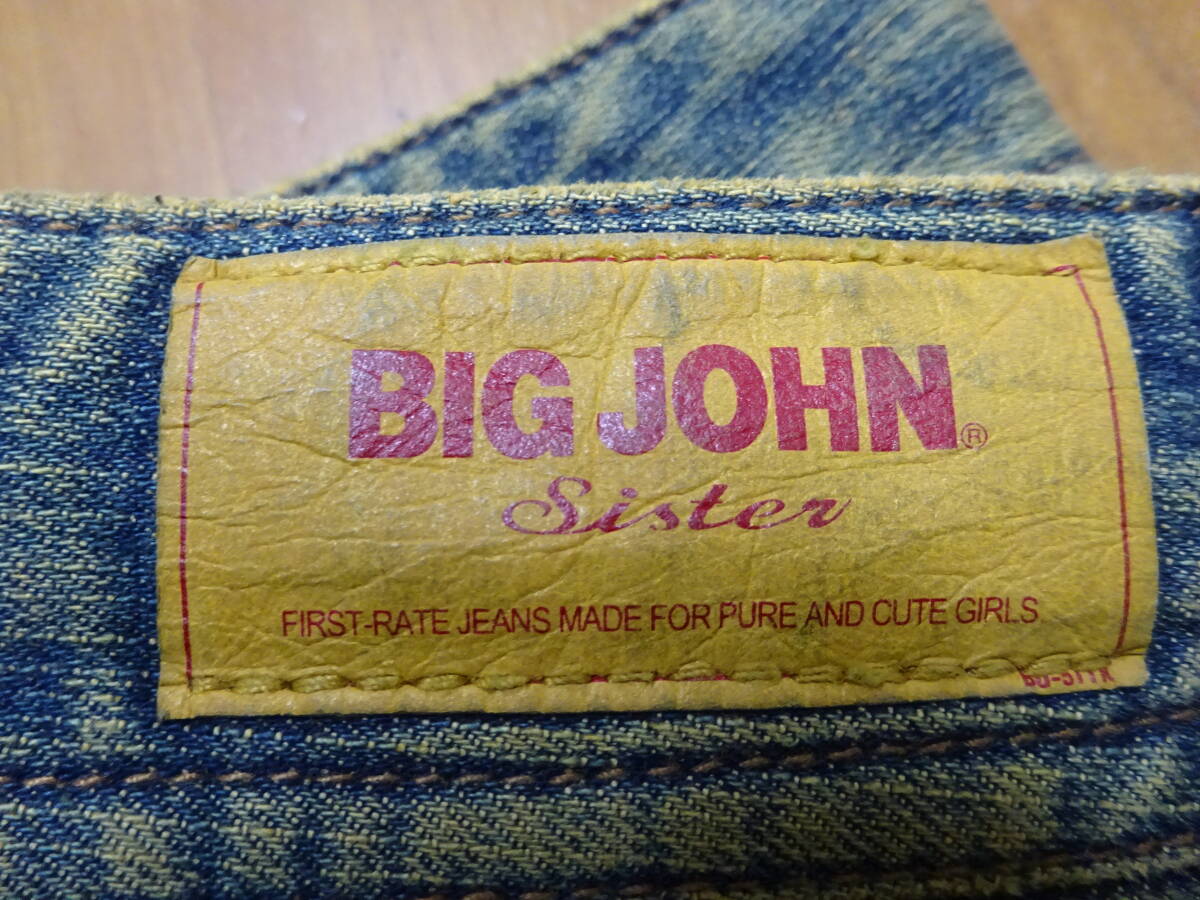 BIG JOHN®
Sister
FIRST-RATE JEANS MADE FOR PURE AND CUTE GIRLS